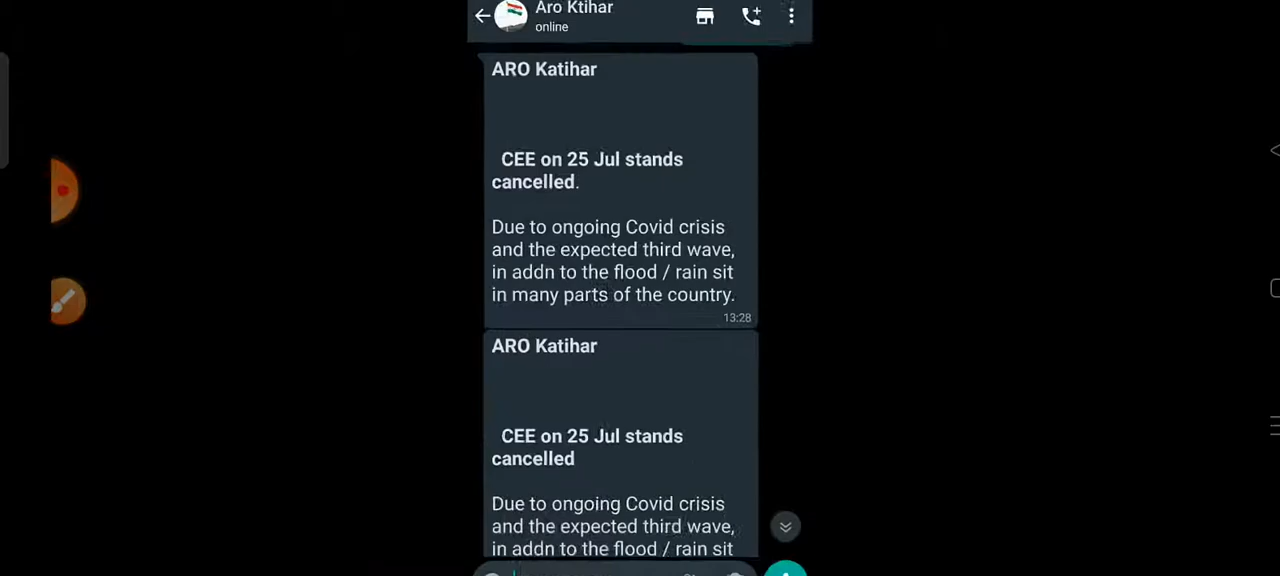 Aro Ktihar
online
ARO Katihar
CEE on 25 Jul stands
cancelled.
Due to ongoing Covid crisis
and the expected third wave,
in addn to the flood / rain sit
in many parts of the country.
13:28
ARO Katihar
CEE on 25 Jul stands
cancelled
Due to ongoing Covid crisis
and the expected third wave,
in addn to the flood / rain sit